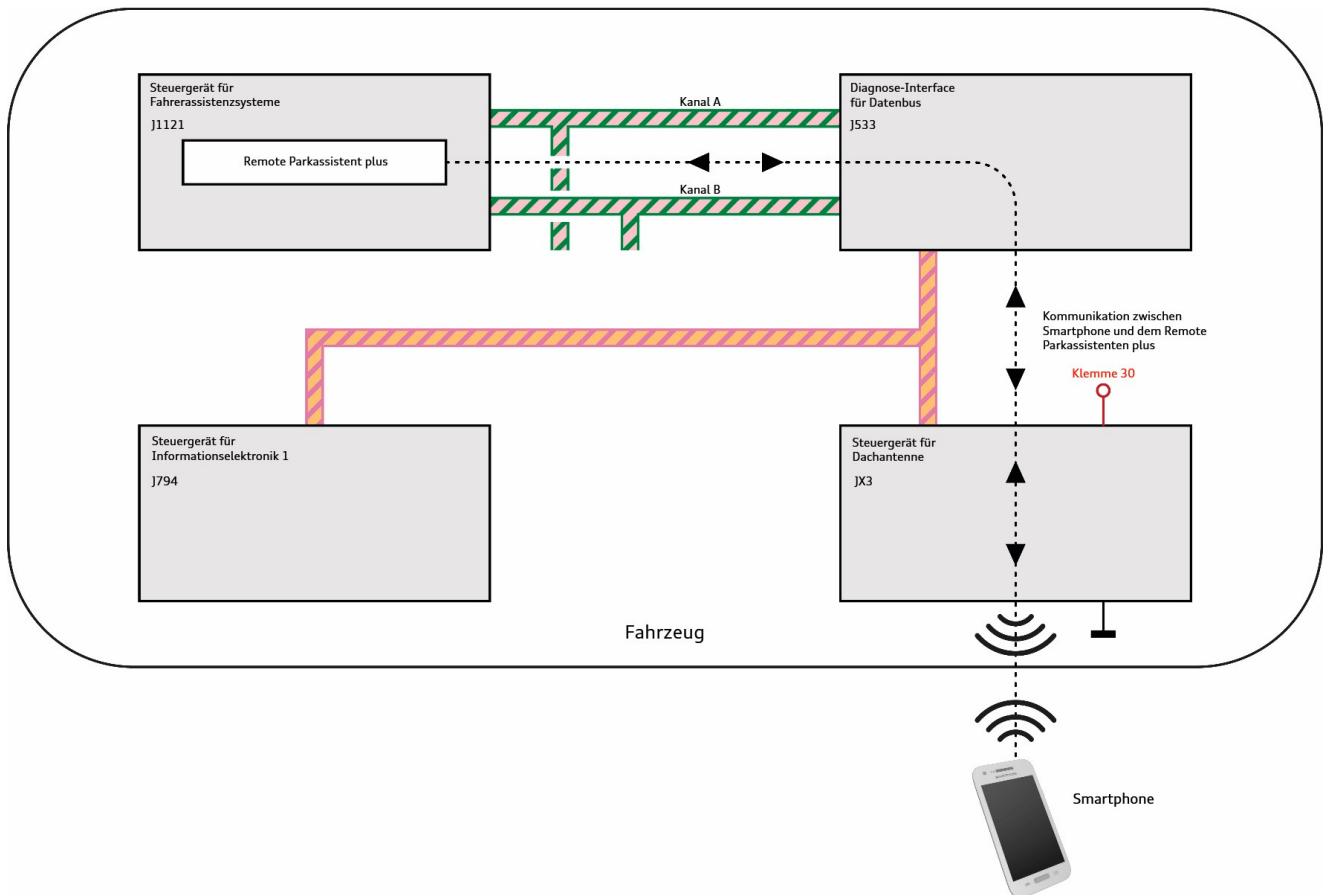 Steuergerät für
Fahrerassistenzsysteme
J1121
Remote Parkassistent plus
Kanal A
Kanal B
Diagnose-Interface
für Datenbus
J533
Kommunikation zwischen
Smartphone und dem Remote
Parkassistenten plus
Klemme 30
Steuergerät für
Informationselektronik 1
J794
Steuergerät für
Dachantenne
JX3
Fahrzeug
Smartphone